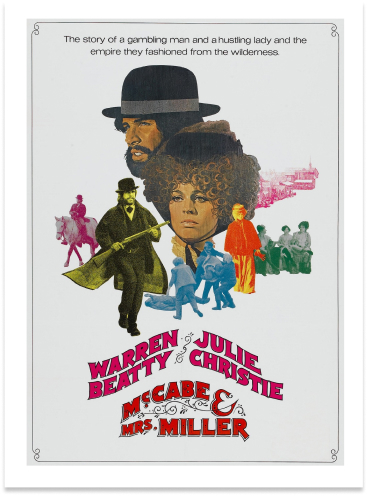 The story of a gambling man and a hustling lady and the
empire they fashioned from the wilderness.
WARREN JULIE
BEATTY CHRISTIE
McCABE &
MRS. MILLER